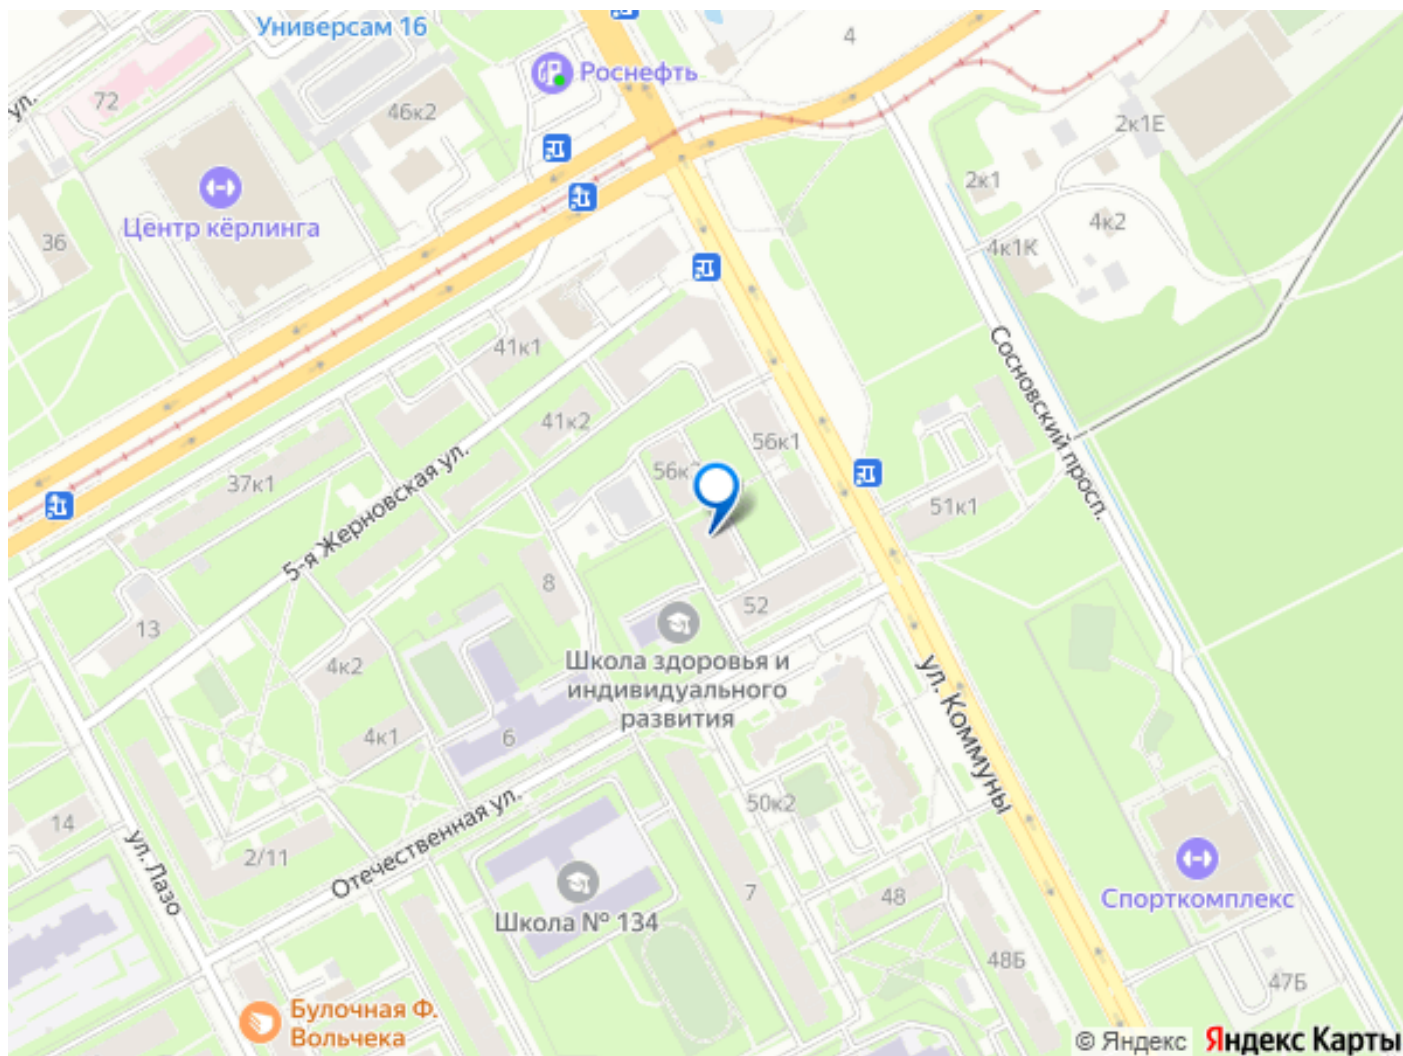 Универсам 16
Роснефть
4
72
46к2
ул.
2к1Е
2к1
Центр кёрлинга
4к2
36
4к1К
41к1
Сосновский просп.
41к2
56к1
56к
37к1
5-я Жерновская ул.
51к1
8
52
13
Школа здоровья и
индивидуального
развития
4к2
ул. Коммуны
4к1
6
50к2
Отечественная ул.
14
ул. Лазо
2/11
7
48
Школа № 134
Спорткомплекс
48Б
47Б
Булочная Ф.
Вольчека
© Яндекс Яндекс Карты